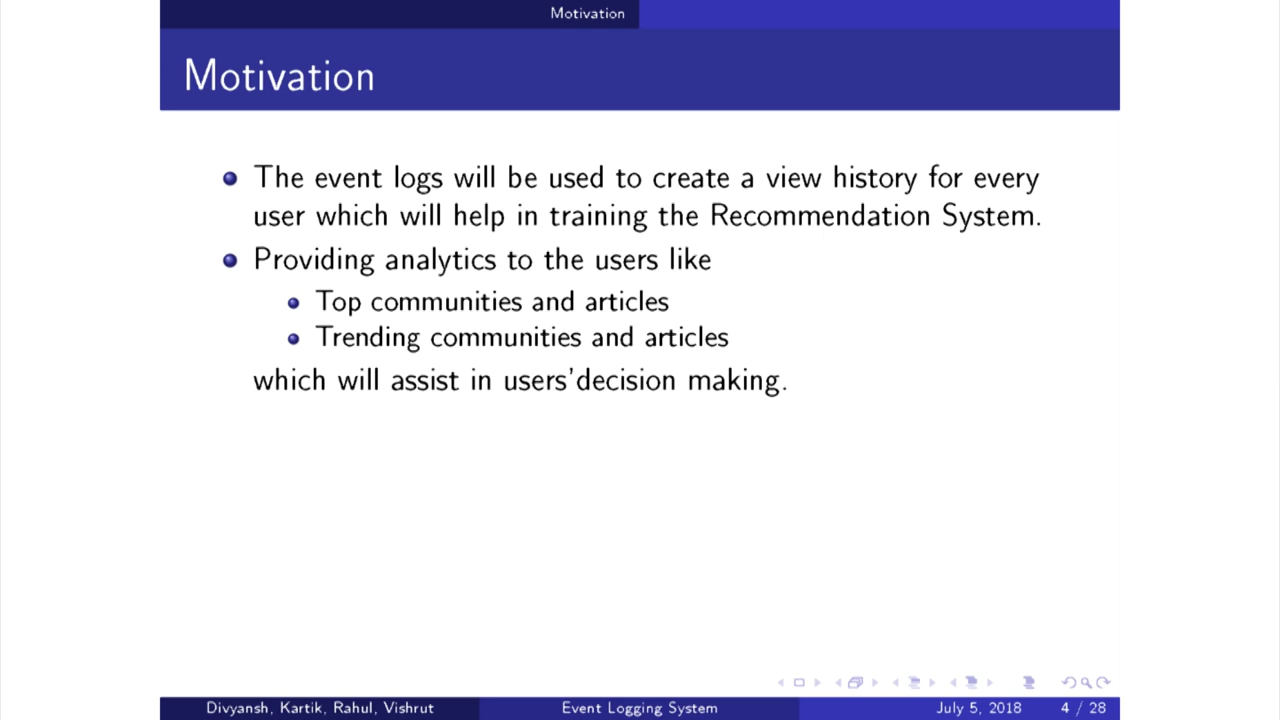 Motivation
Motivation
The event logs will be used to create a view history for every
user which will help in training the Recommendation System.
Providing analytics to the users like
Top communities and articles
Trending communities and articles
which will assist in users'decision making.
Divyansh, Kartik, Rahul, Vishrut Event Logging System July 5, 2018 4 / 28